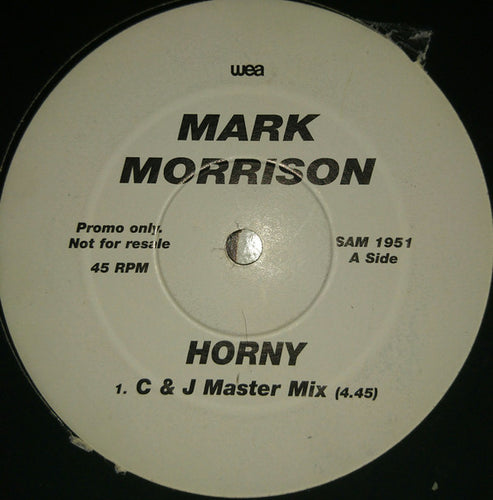 wea
MARK
MORRISON
Promo only.
Not for resale
45 RPM
SAM 1951
A Side
HORNY
1. C & J Master Mix (4.45)